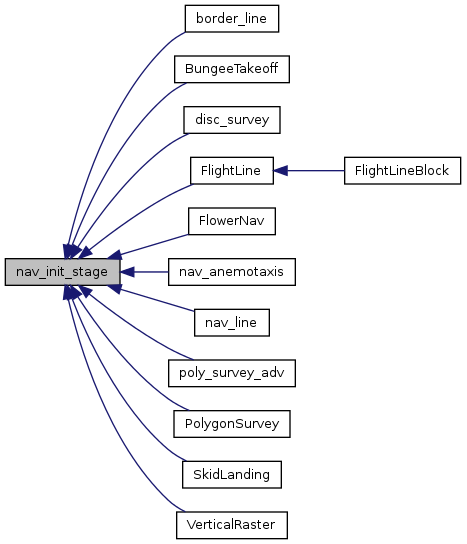 border_line
BungeeTakeoff
disc_survey
FlightLine
FlightLineBlock
FlowerNav
nav_init_stage
nav_anemotaxis
nav_line
poly_survey_adv
PolygonSurvey
SkidLanding
VerticalRaster